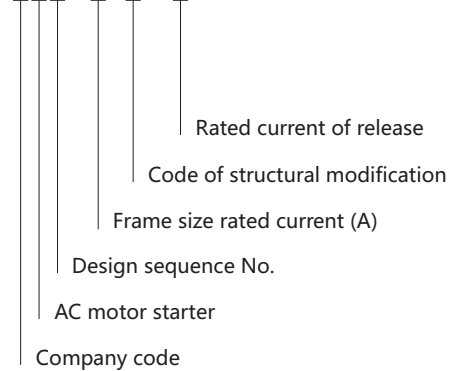 Rated current of release
Code of structural modification
Frame size rated current (A)
Design sequence No.
AC motor starter
Company code